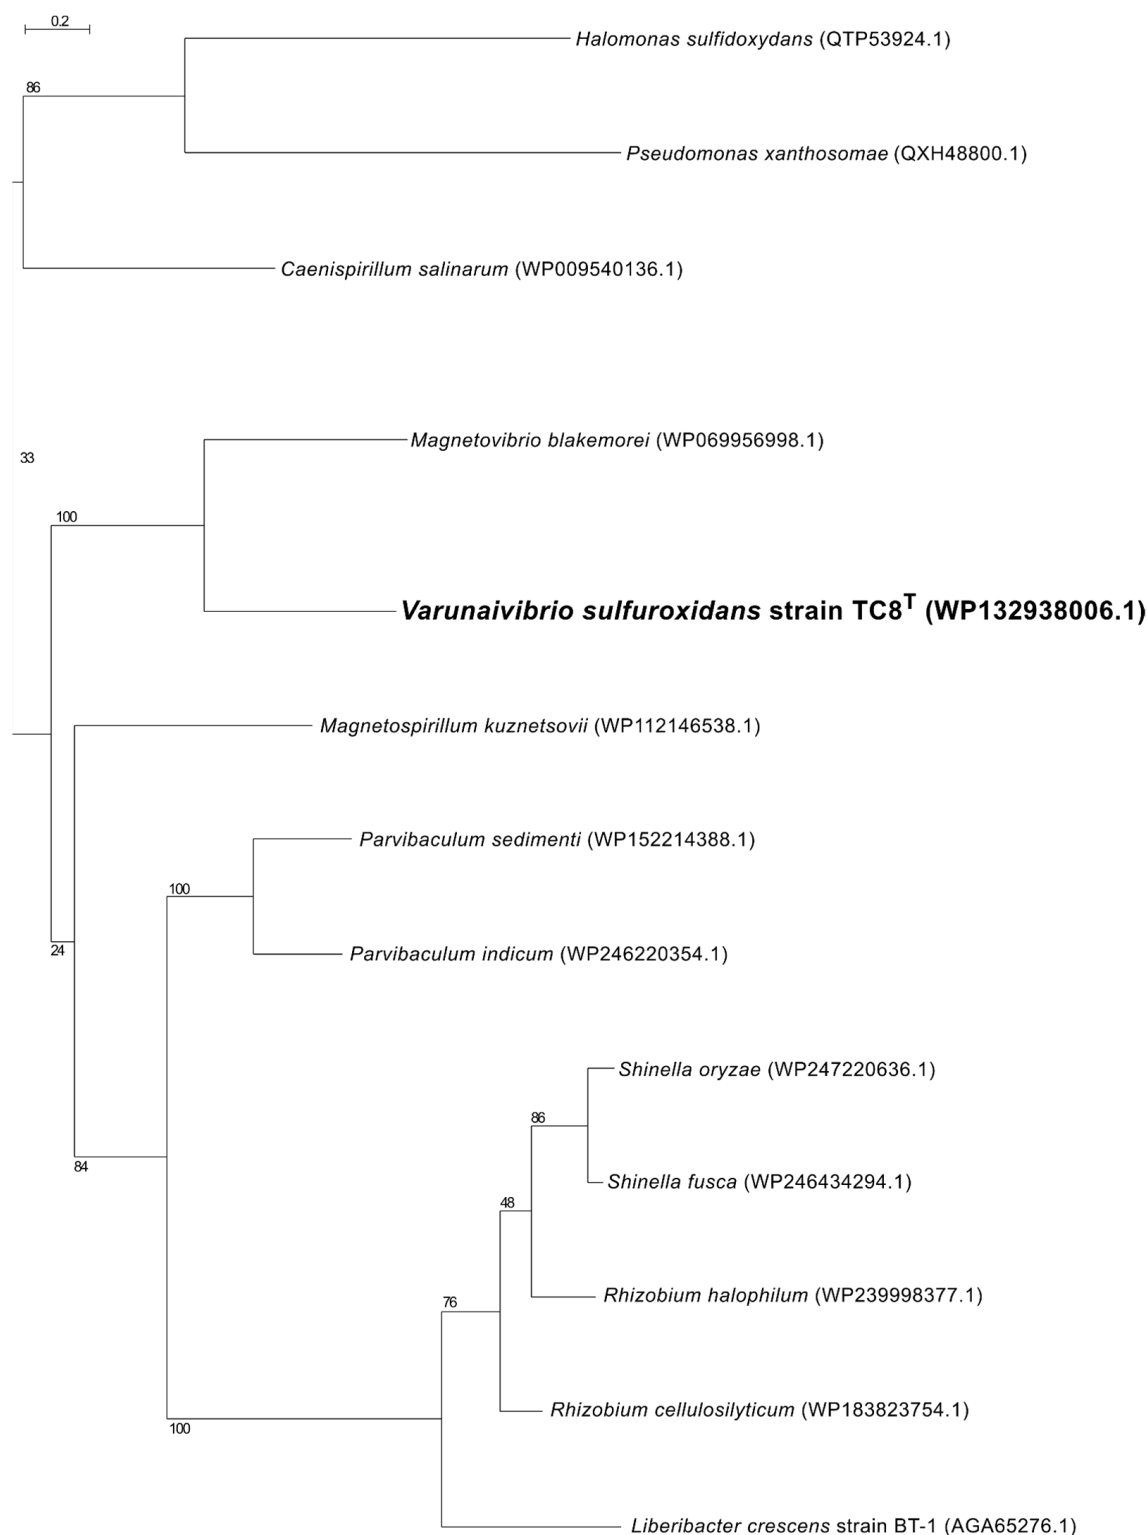 0.2
Halomonas sulfidoxydans (QTP53924.1)
86
Pseudomonas xanthosomae (QXH48800.1)
Caenispirillum salinarum (WP009540136.1)
Magnetovibrio blakemorei (WP069956998.1)
33
100
Varunaivibrio sulfuroxidans strain TC8T (WP132938006.1)
Magnetospirillum kuznetsovii (WP112146538.1)
Parvibaculum sedimenti (WP152214388.1)
100
24
Parvibaculum indicum (WP246220354.1)
Shinella oryzae (WP247220636.1)
86
84
Shinella fusca (WP246434294.1)
48
Rhizobium halophilum (WP239998377.1)
76
Rhizobium cellulosilyticum (WP183823754.1)
100
Liberibacter crescens strain BT-1 (AGA65276.1)